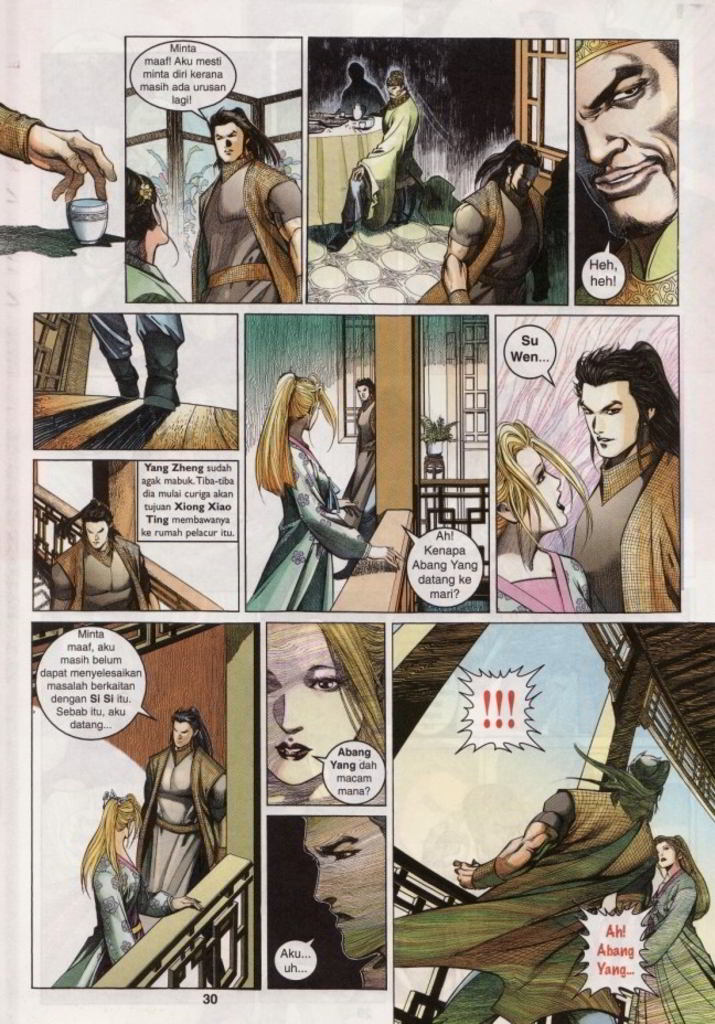 Minta
maaf! Aku mesti
minta diri kerana
masih ada urusan
lagi!
Heh,
heh!
Yang Zheng sudah
agak mabuk.Tiba-tiba
dia mulai curiga akan
tujuan Xiong Xiao
Ting membawanya
ke rumah pelacur itu.
Ah!
Kenapa
Abang Yang
datang ke
mari?
Su
Wen...
Minta
maaf, aku
masih belum
dapat menyelesaikan
masalah berkaitan
dengan Si Si itu.
Sebab itu, aku
datang...
Abang
Yang dah
macam
mana?
Aku...
uh...
!!!
Ah!
Abang
Yang...
30